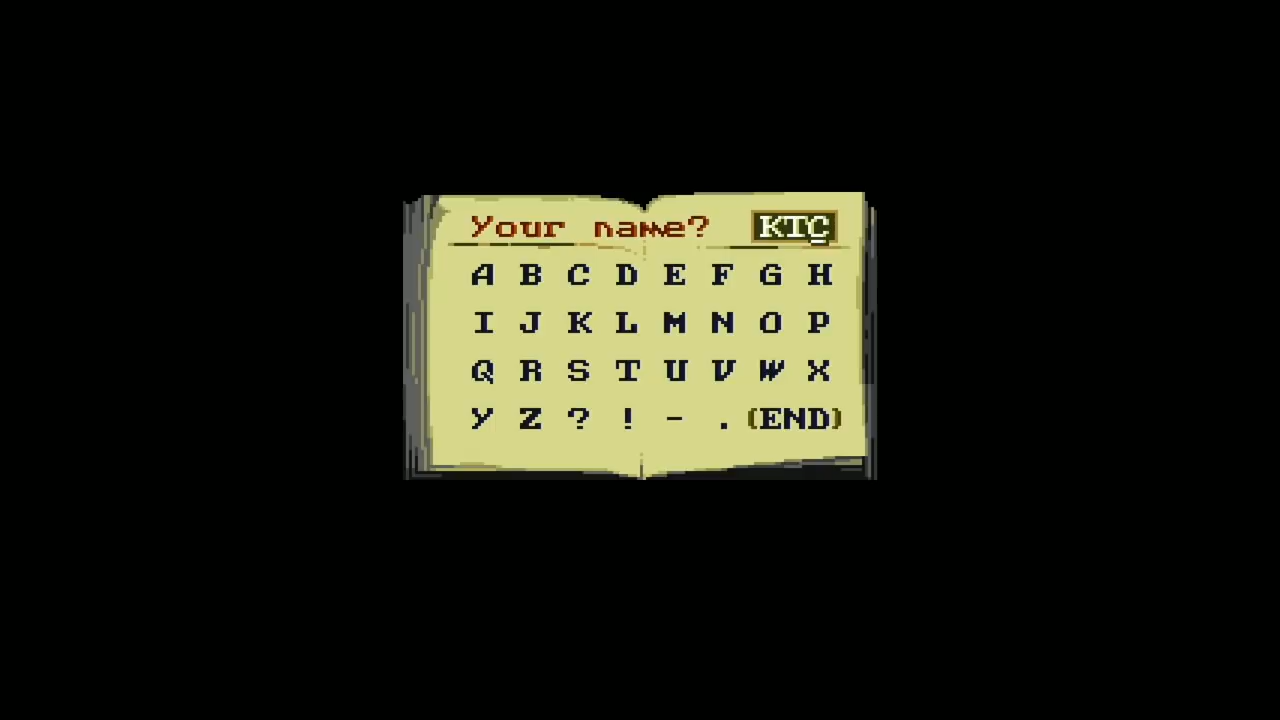 Your name? KTC
A B C D E F G H
I J K L M N O P
Q R S T U V W X
Y Z ? ! - . (END)